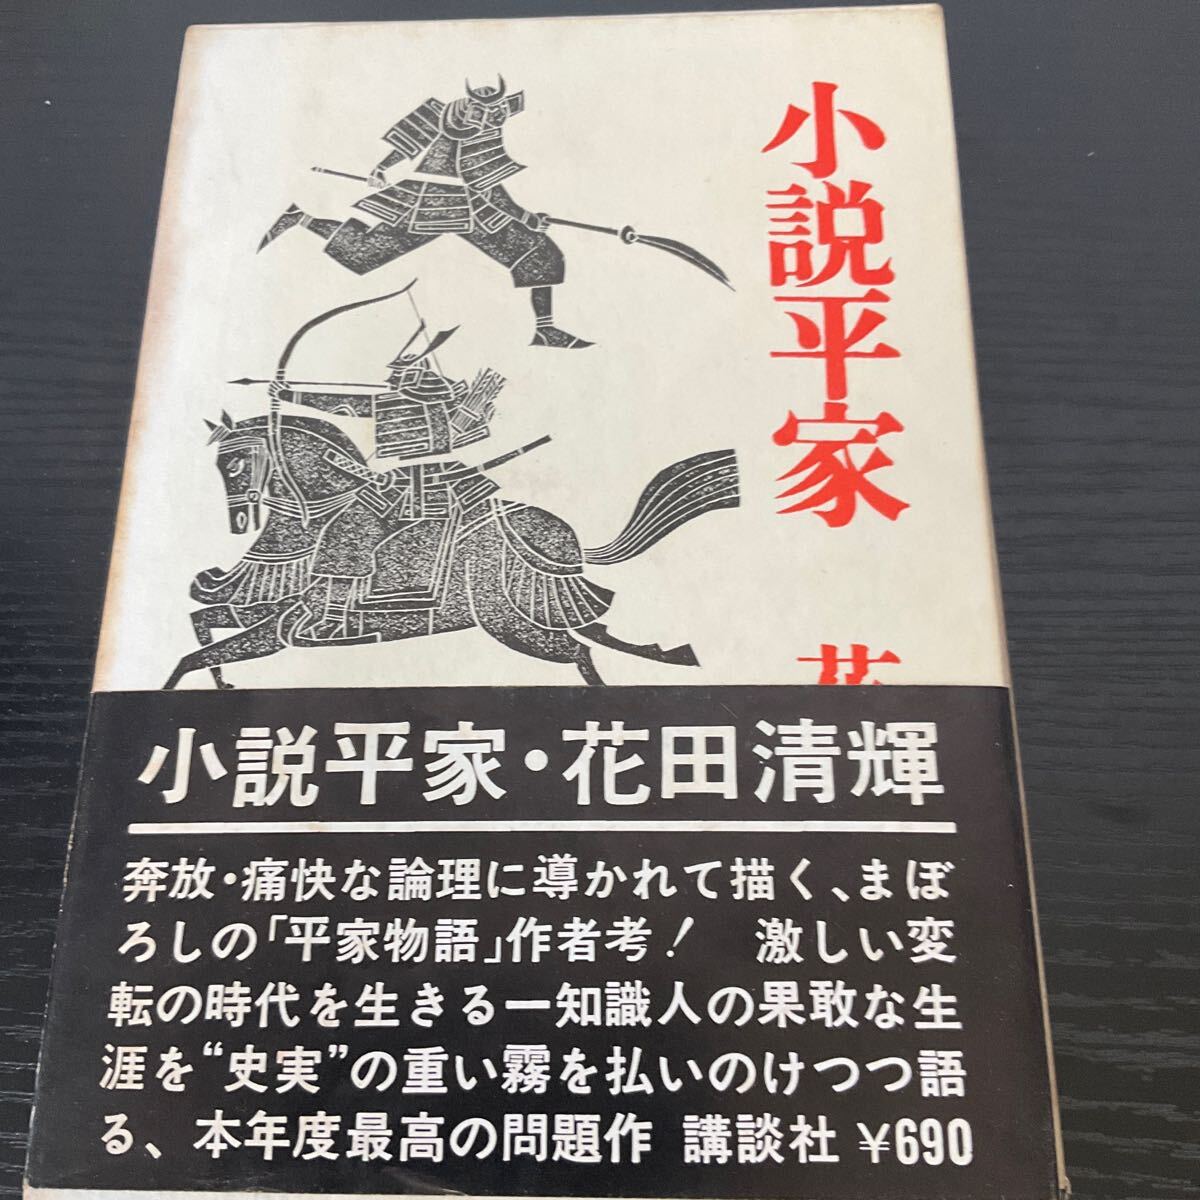 小説平家
花
小説平家・花田清輝
奔放・痛快な論理に導かれて描く、まぼ
ろしの「平家物語」作者考！　激しい変
転の時代を生きる一知識人の果敢な生
涯を“史実”の重い霧を払いのけつつ語
る、本年度最高の問題作 講談社 ￥690